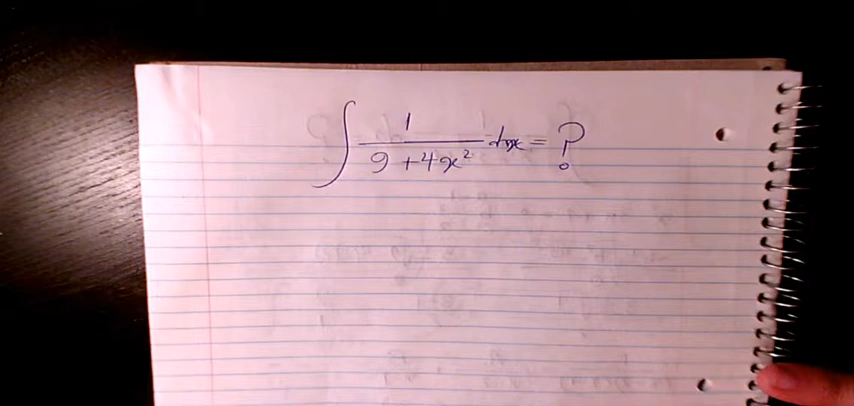 ∫ 1/(9 + 4x²) dx = ?